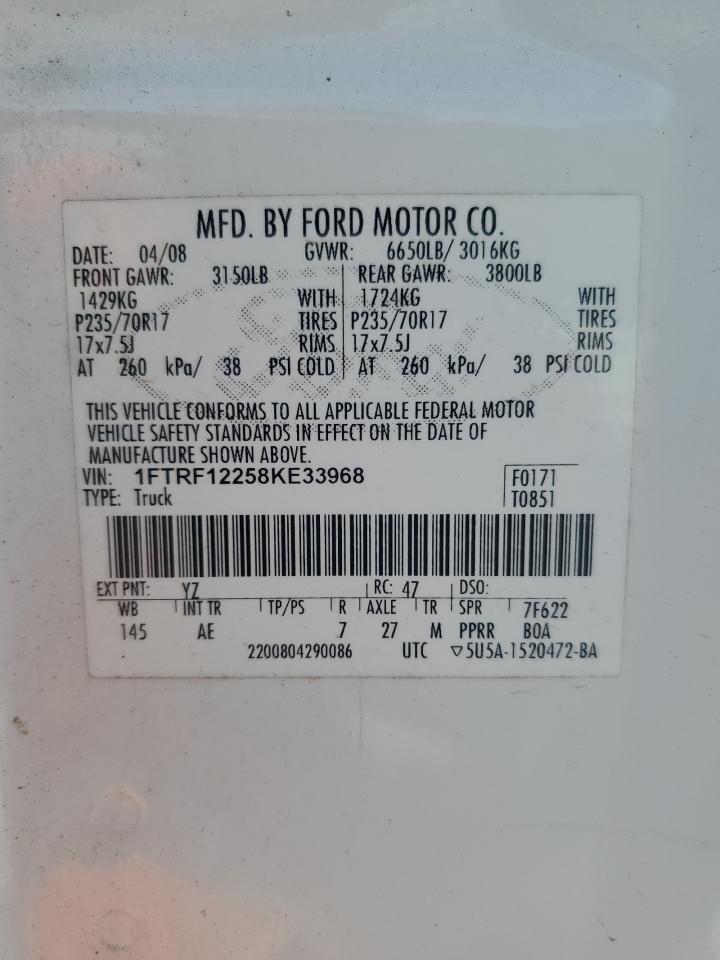 MFD. BY FORD MOTOR CO.
DATE: 04/08 GVWR: 6650LB/ 3016KG
FRONT GAWR: 3150LB REAR GAWR: 3800LB
1429KG WITH 1724KG WITH
P235/70R17 TIRES P235/70R17 TIRES
17x7.5J RIMS 17x7.5J RIMS
AT 260 kPa/ 38 PSI COLD AT 260 kPa/ 38 PSI COLD
THIS VEHICLE CONFORMS TO ALL APPLICABLE FEDERAL MOTOR
VEHICLE SAFETY STANDARDS IN EFFECT ON THE DATE OF
MANUFACTURE SHOWN ABOVE.
VIN: 1FTRF12258KE33968 F0171
TYPE: Truck T0851
EXT PNT: YZ RC: 47 DSO:
WB INT TR TP/PS R AXLE TR SPR 7F622
145 AE 7 27 M PPRR BOA
2200804290086 UTC ▽5U5A-1520472-BA